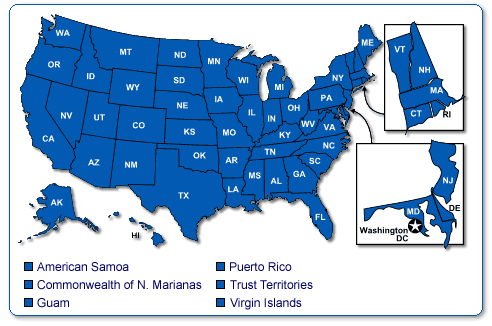 WA
MT
ND
MN
ME
OR
ID
SD
WI
MI
NY
WY
NE
IA
PA
NV
UT
CO
IL
IN
OH
WV
VA
CA
KS
MO
KY
NC
AZ
NM
OK
AR
TN
SC
TX
LA
MS
AL
GA
FL
AK
HI
VT
NH
MA
CT
RI
NJ
DE
MD
Washington
DC
American Samoa
Commonwealth of N. Marianas
Guam
Puerto Rico
Trust Territories
Virgin Islands